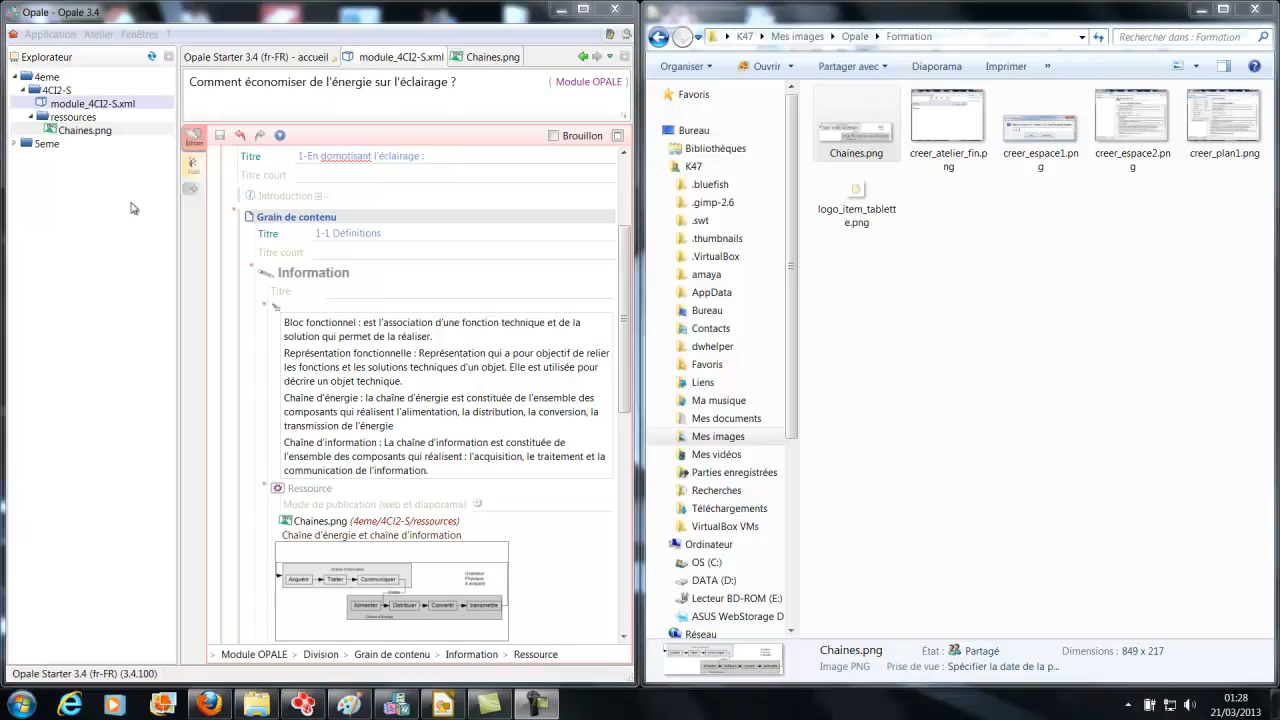 Opale - Opale 3.4
Application Atelier Fenêtres
Explorateur
4eme
4CI2-S
module_4CI2-S.xml
ressources
Chaines.png
5eme
Opale Starter 3.4 (fr-FR) - accueil
module_4CI2-S.xml
Chaines.png
Comment économiser de l'énergie sur l'éclairage ?
( Module OPALE )
Edition
Brouillon
Titre 1-En domotisant l'éclairage :
Titre court
Introduction ...
Grain de contenu
Titre 1-1 Définitions
Titre court
Information
Titre
Bloc fonctionnel : est l'association d'une fonction technique et de la
solution qui permet de la réaliser.
Représentation fonctionnelle : Représentation qui a pour objectif de relier
les fonctions et les solutions techniques d'un objet. Elle est utilisée pour
décrire un objet technique.
Chaîne d'énergie : la chaîne d'énergie est constituée de l'ensemble des
composants qui réalisent l'alimentation, la distribution, la conversion, la
transmission de l'énergie
Chaîne d'information : La chaîne d'information est constituée de
l'ensemble des composants qui réalisent : l'acquisition, le traitement et la
communication de l'information.
Ressource
Mode de publication (web et diaporama)
Chaines.png (4eme/4CI2-S/ressources)
Chaîne d'énergie et chaîne d'information
Chaîne d'information
Acquérir Traiter Communiquer
Ordres
Alimenter Distribuer Convertir transmettre
Chaîne d'énergie
> Module OPALE > Division > Grain de contenu > Information > Ressource
Opale Starter 3.4 (fr-FR) (3.4.100)
K47 Mes images Opale Formation
Rechercher dans : Formation
Organiser Ouvrir Partager avec Diaporama Imprimer »
Favoris
Bureau
Bibliothèques
K47
.bluefish
.gimp-2.6
.swt
.thumbnails
.VirtualBox
amaya
AppData
Bureau
Contacts
dwhelper
Favoris
Liens
Ma musique
Mes documents
Mes images
Mes vidéos
Parties enregistrées
Recherches
Téléchargements
VirtualBox VMs
Ordinateur
OS (C:)
DATA (D:)
Lecteur BD-ROM (E:)
ASUS WebStorage D
Réseau
Chaines.png
creer_atelier_fin.pn
g
creer_espace1.pn
g
creer_espace2.pn
g
creer_plan1.png
logo_item_tablett
e.png
Chaines.png État : Partagé Dimensions : 849 x 217
Image PNG Prise de vue : Spécifier la date de la p...
01:28
21/03/2013